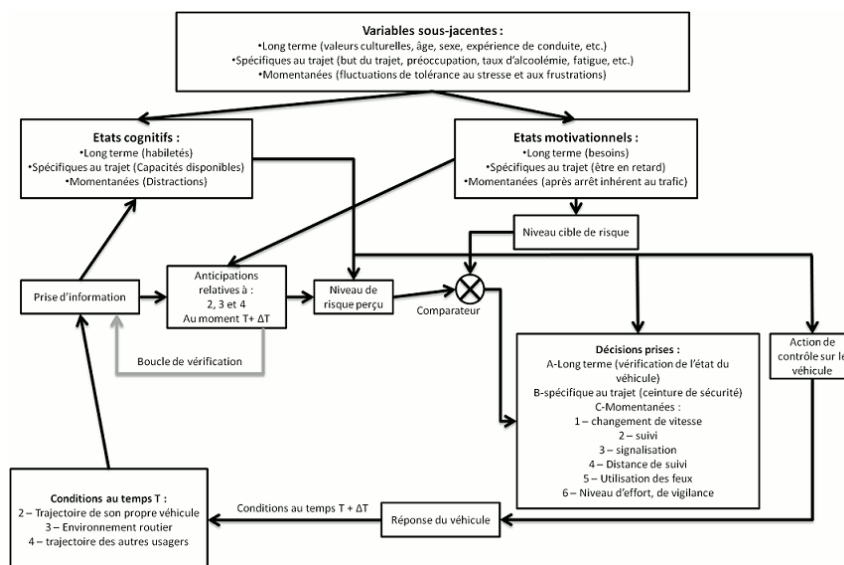 Variables sous-jacentes :
•Long terme (valeurs culturelles, âge, sexe, expérience de conduite, etc.)
•Spécifiques au trajet (but du trajet, préoccupation, taux d'alcoolémie, fatigue, etc.)
•Momentanées (fluctuations de tolérance au stresse et aux frustrations)
Etats cognitifs :
•Long terme (habiletés)
•Spécifiques au trajet (Capacités disponibles)
•Momentanées (Distractions)
Etats motivationnels :
•Long terme (besoins)
•Spécifiques au trajet (être en retard)
•Momentanées (après arrêt inhérent au trafic)
Niveau cible de risque
Prise d'information
Anticipations
relatives à :
2, 3 et 4
Au moment T+ ΔT
Niveau de
risque perçu
Comparateur
Boucle de vérification
Décisions prises :
A-Long terme (vérification de l'état du
véhicule)
B-spécifique au trajet (ceinture de sécurité)
C-Momentanées :
1 – changement de vitesse
2 – suivi
3 – signalisation
4 – Distance de suivi
5 – Utilisation des feux
6 – Niveau d'effort, de vigilance
Action de
contrôle sur le
véhicule
Conditions au temps T :
2 – Trajectoire de son propre véhicule
3 – Environnement routier
4 – trajectoire des autres usagers
Conditions au temps T + ΔT
Réponse du véhicule